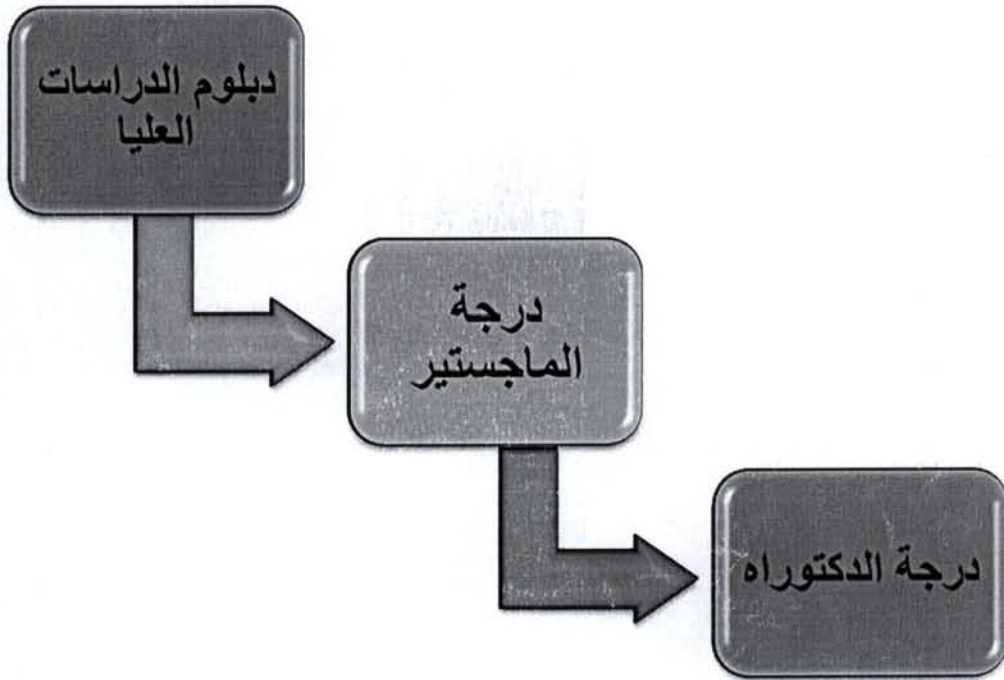 دبلوم الدراسات
العليا
درجة
الماجستير
درجة الدكتوراه